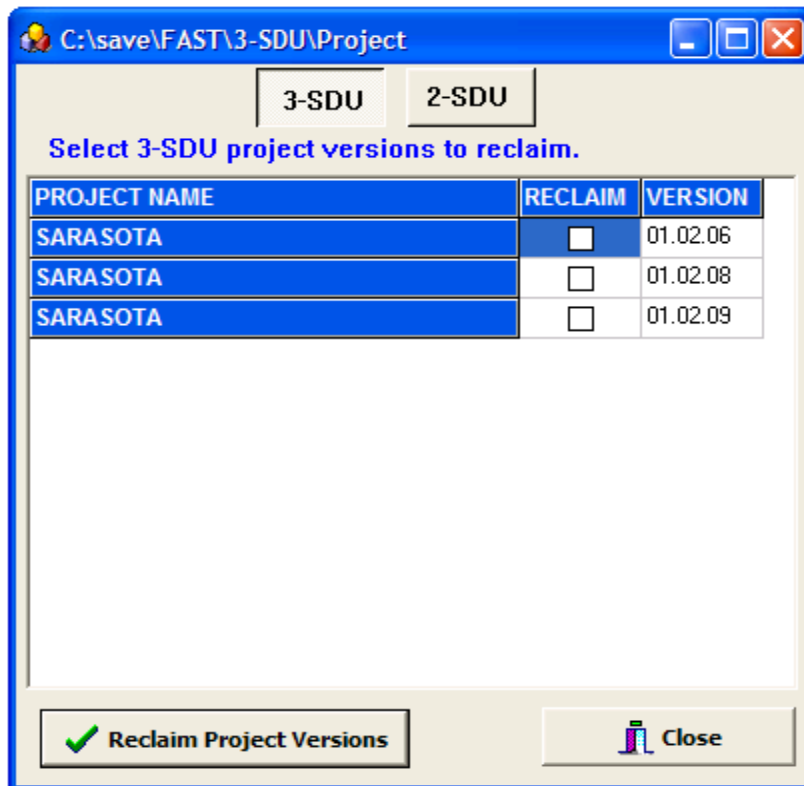 C:\save\FAST\3-SDU\Project
3-SDU 2-SDU
Select 3-SDU project versions to reclaim.
PROJECT NAME RECLAIM VERSION
SARASOTA 01.02.06
SARASOTA 01.02.08
SARASOTA 01.02.09
Reclaim Project Versions Close